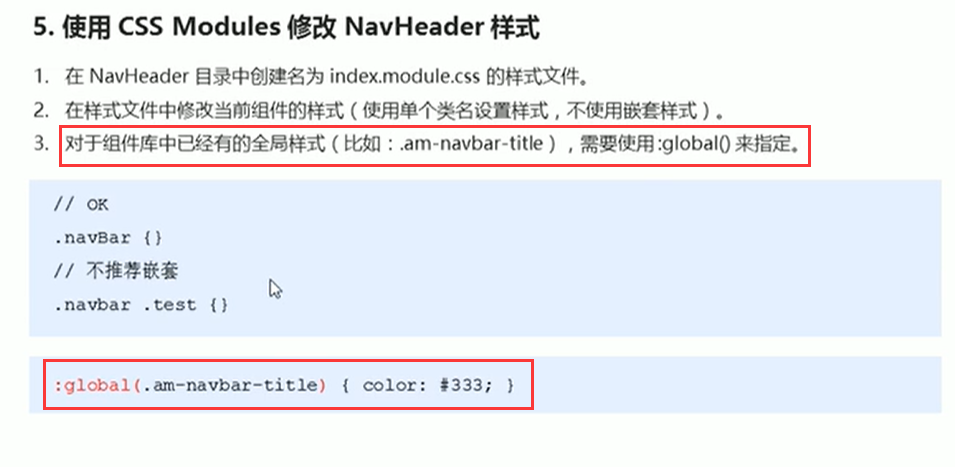 5. 使用 CSS Modules 修改 NavHeader 样式
1. 在 NavHeader 目录中创建名为 index.module.css 的样式文件。
2. 在样式文件中修改当前组件的样式（使用单个类名设置样式，不使用嵌套样式）。
3. 对于组件库中已经有的全局样式（比如：.am-navbar-title），需要使用:global() 来指定。
// OK
.navBar {}
// 不推荐嵌套
.navbar .test {}
:global(.am-navbar-title) { color: #333; }